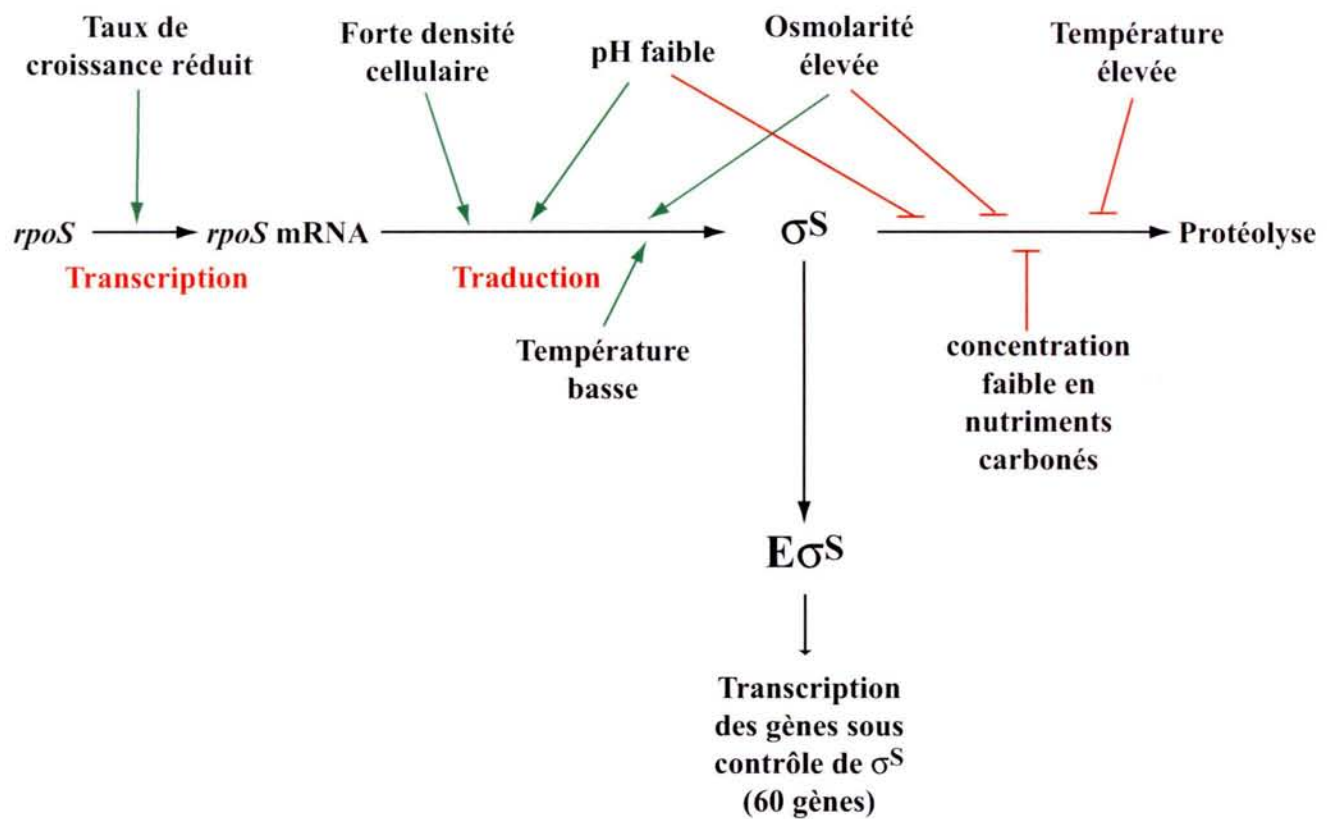 Taux de
croissance réduit
Forte densité
cellulaire
pH faible
Osmolarité
élevée
Température
élevée
rpoS
rpoS mRNA
σS
Protéolyse
Transcription
Traduction
Température
basse
concentration
faible en
nutriments
carbonés
EσS
Transcription
des gènes sous
contrôle de σS
(60 gènes)